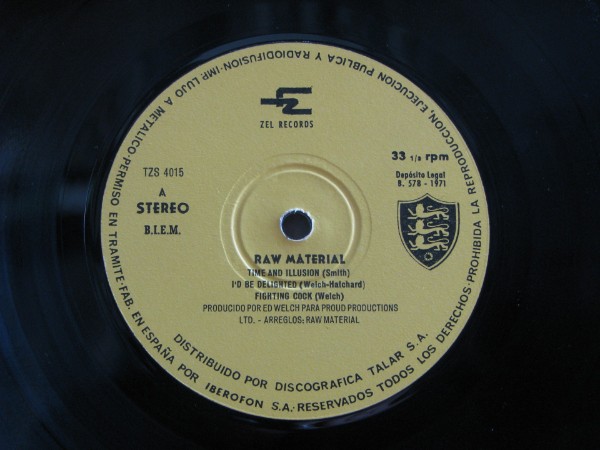 ZEL RECORDS
TZS 4015
33 1/3 rpm
A
STEREO
B.I.E.M.
Depósito Legal
B. 578 - 1971
RAW MATERIAL
TIME AND ILLUSION (Smith)
I'D BE DELIGHTED (Welch-Halchard)
FIGHTING COCK (Welch)
PRODUCIDO POR ED WELCH PARA PROUD PRODUCTIONS
LTD. - ARREGLOS: RAW MATERIAL
DISTRIBUIDO POR DISCOGRAFICA TALAR S.A.
IMP. LUJO A METALICO-PERMISO EN TRAMITE-FAB. EN ESPAÑA POR IBEROFON S.A.-RESERVADOS TODOS LOS DERECHOS-PROHIBIDA LA REPRODUCCION, EJECUCION PUBLICA Y RADIODIFUSION-